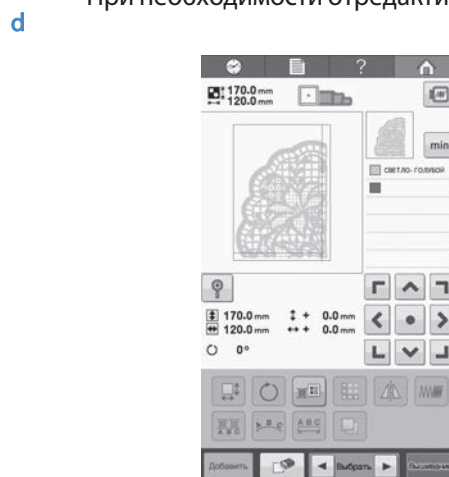 При необходимости отредакти
d
?
170.0 mm
120.0 mm
min
СВЕТЛО- ГОЛУБОЙ
170.0 mm + 0.0 mm
120.0 mm + 0.0 mm
0°
A B C
A B C
A B C
Добавить Выбрать Вышивание